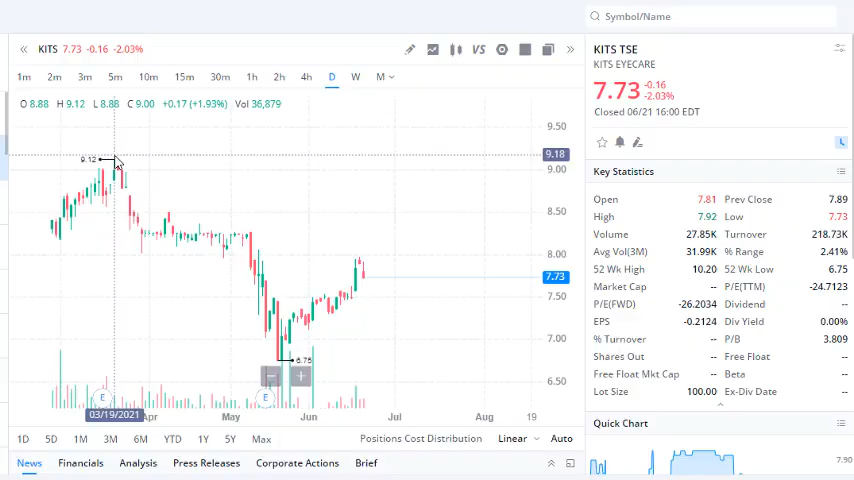 Symbol/Name
KITS 7.73 -0.16 -2.03%
VS
1m 2m 3m 5m 10m 15m 30m 1h 2h 4h D W M
O 8.88 H 9.12 L 8.88 C 9.00 +0.17 (+1.93%) Vol 36,879
9.50
9.18
9.12
9.00
8.50
8.00
7.73
7.50
7.00
6.75
6.50
E E
03/19/2021 Apr May Jun Jul Aug 19
1D 5D 1M 3M 6M YTD 1Y 5Y Max Positions Cost Distribution Linear Auto
News Financials Analysis Press Releases Corporate Actions Brief
KITS TSE
KITS EYECARE
7.73 -0.16
-2.03%
Closed 06/21 16:00 EDT
Key Statistics
Open 7.81 Prev Close 7.89
High 7.92 Low 7.73
Volume 27.85K Turnover 218.73K
Avg Vol(3M) 31.99K % Range 2.41%
52 Wk High 10.20 52 Wk Low 6.75
Market Cap -- P/E(TTM) -24.7123
P/E(FWD) -26.2034 Dividend --
EPS -0.2124 Div Yield 0.00%
% Turnover -- P/B 3.809
Shares Out -- Free Float --
Free Float Mkt Cap -- Beta --
Lot Size 100.00 Ex-Div Date --
Quick Chart
7.90